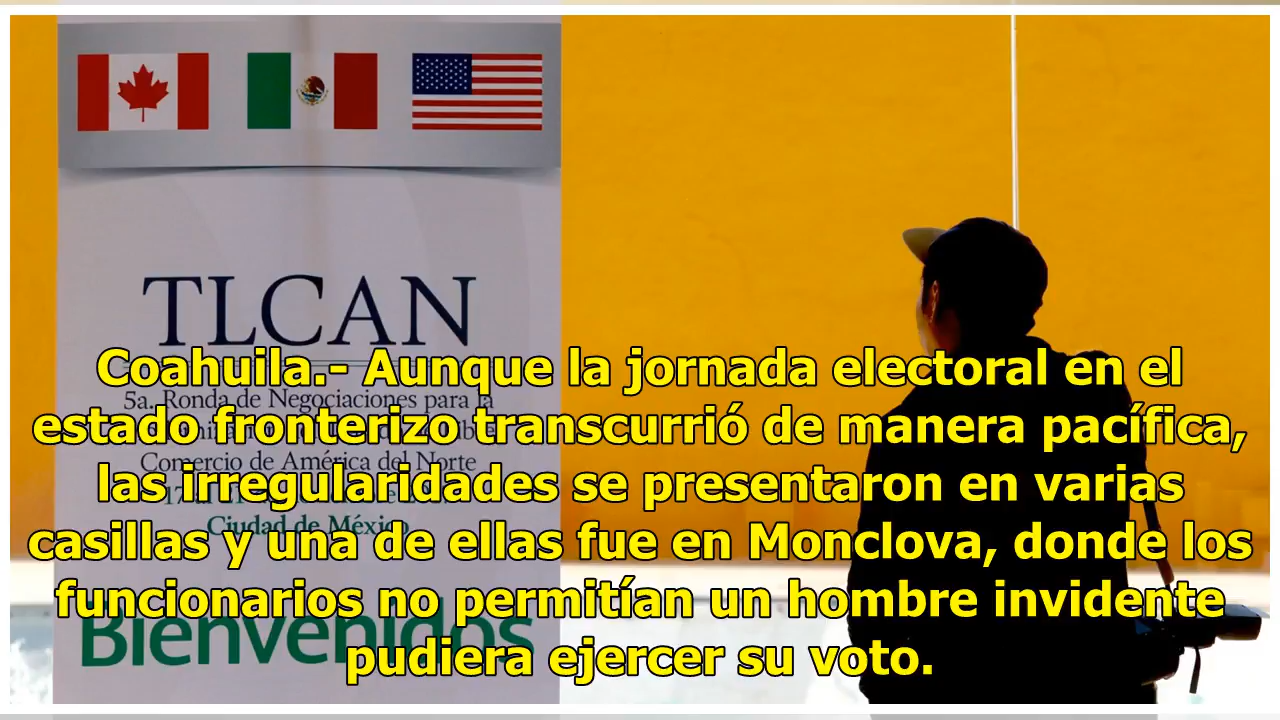 TLCAN
Coahuila.- Aunque la jornada electoral en el
5a. Ronda de Negociaciones para la
estado fronterizo transcurrió de manera pacífica,
Comercio de América del Norte
las irregularidades se presentaron en varias
Ciudad de México
casillas y una de ellas fue en Monclova, donde los
funcionarios no permitían un hombre invidente
Bienvenidos
pudiera ejercer su voto.